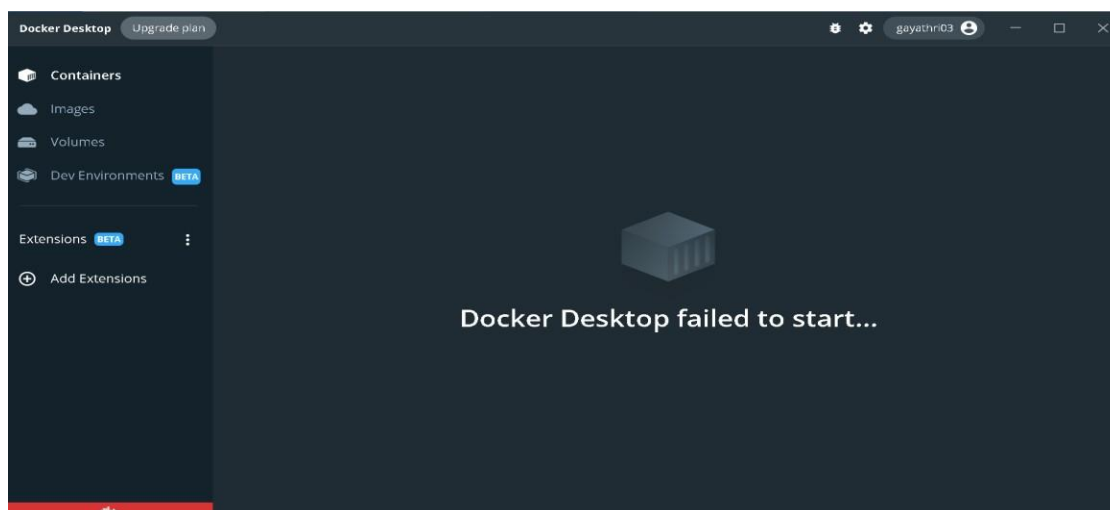 Docker Desktop Upgrade plan gayathri03
Containers
Images
Volumes
Dev Environments BETA
Extensions BETA
Add Extensions
Docker Desktop failed to start...